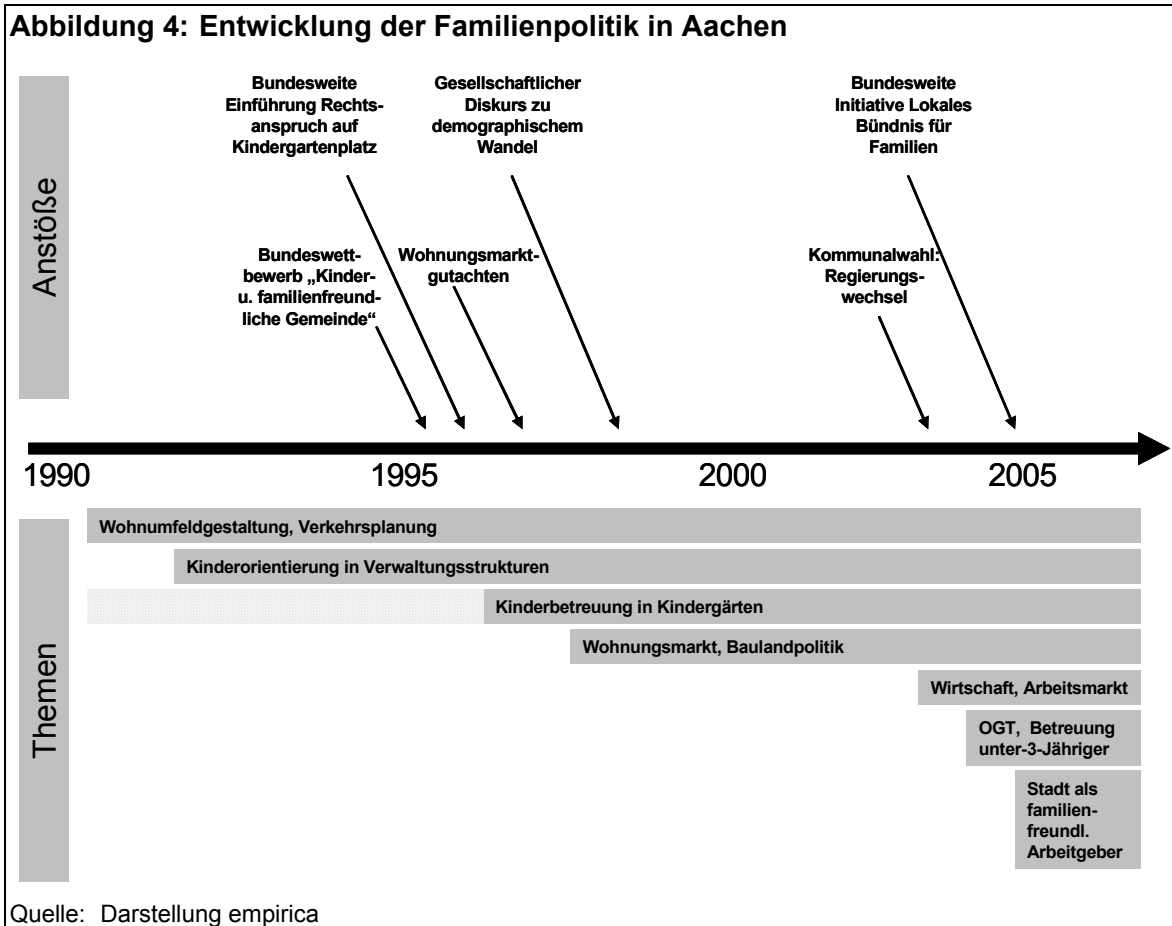 Abbildung 4: Entwicklung der Familienpolitik in Aachen
Anstöße
Bundesweite
Einführung Rechts-
anspruch auf
Kindergartenplatz
Gesellschaftlicher
Diskurs zu
demographischem
Wandel
Bundesweite
Initiative Lokales
Bündnis für
Familien
Bundeswett-
bewerb „Kinder-
u. familienfreund-
liche Gemeinde“
Wohnungsmarkt-
gutachten
Kommunalwahl:
Regierungs-
wechsel
1990
1995
2000
2005
Themen
Wohnumfeldgestaltung, Verkehrsplanung
Kinderorientierung in Verwaltungsstrukturen
Kinderbetreuung in Kindergärten
Wohnungsmarkt, Baulandpolitik
Wirtschaft, Arbeitsmarkt
OGT, Betreuung
unter-3-Jähriger
Stadt als
familien-
freundl.
Arbeitgeber
Quelle: Darstellung empirica